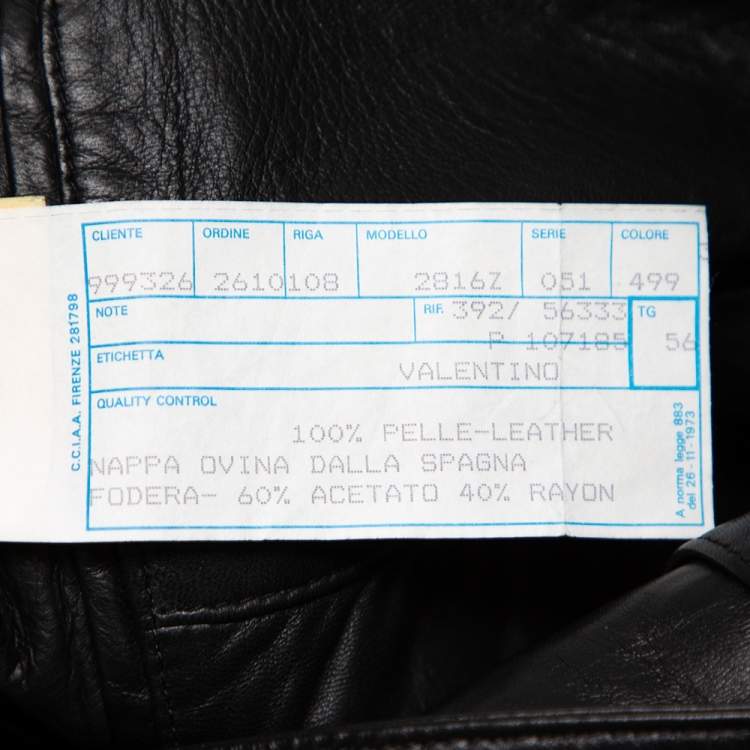 CLIENTE ORDINE RIGA MODELLO SERIE COLORE
999326 2610108 2816Z 051 499
NOTE RIF. 392/ 56333 TG
P 107185 56
ETICHETTA
VALENTINO
QUALITY CONTROL
100% PELLE-LEATHER
NAPPA OVINA DALLA SPAGNA
FODERA- 60% ACETATO 40% RAYON
C.C.I.A.A. FIRENZE 281798
A norma legge 883
del 26-11-1973